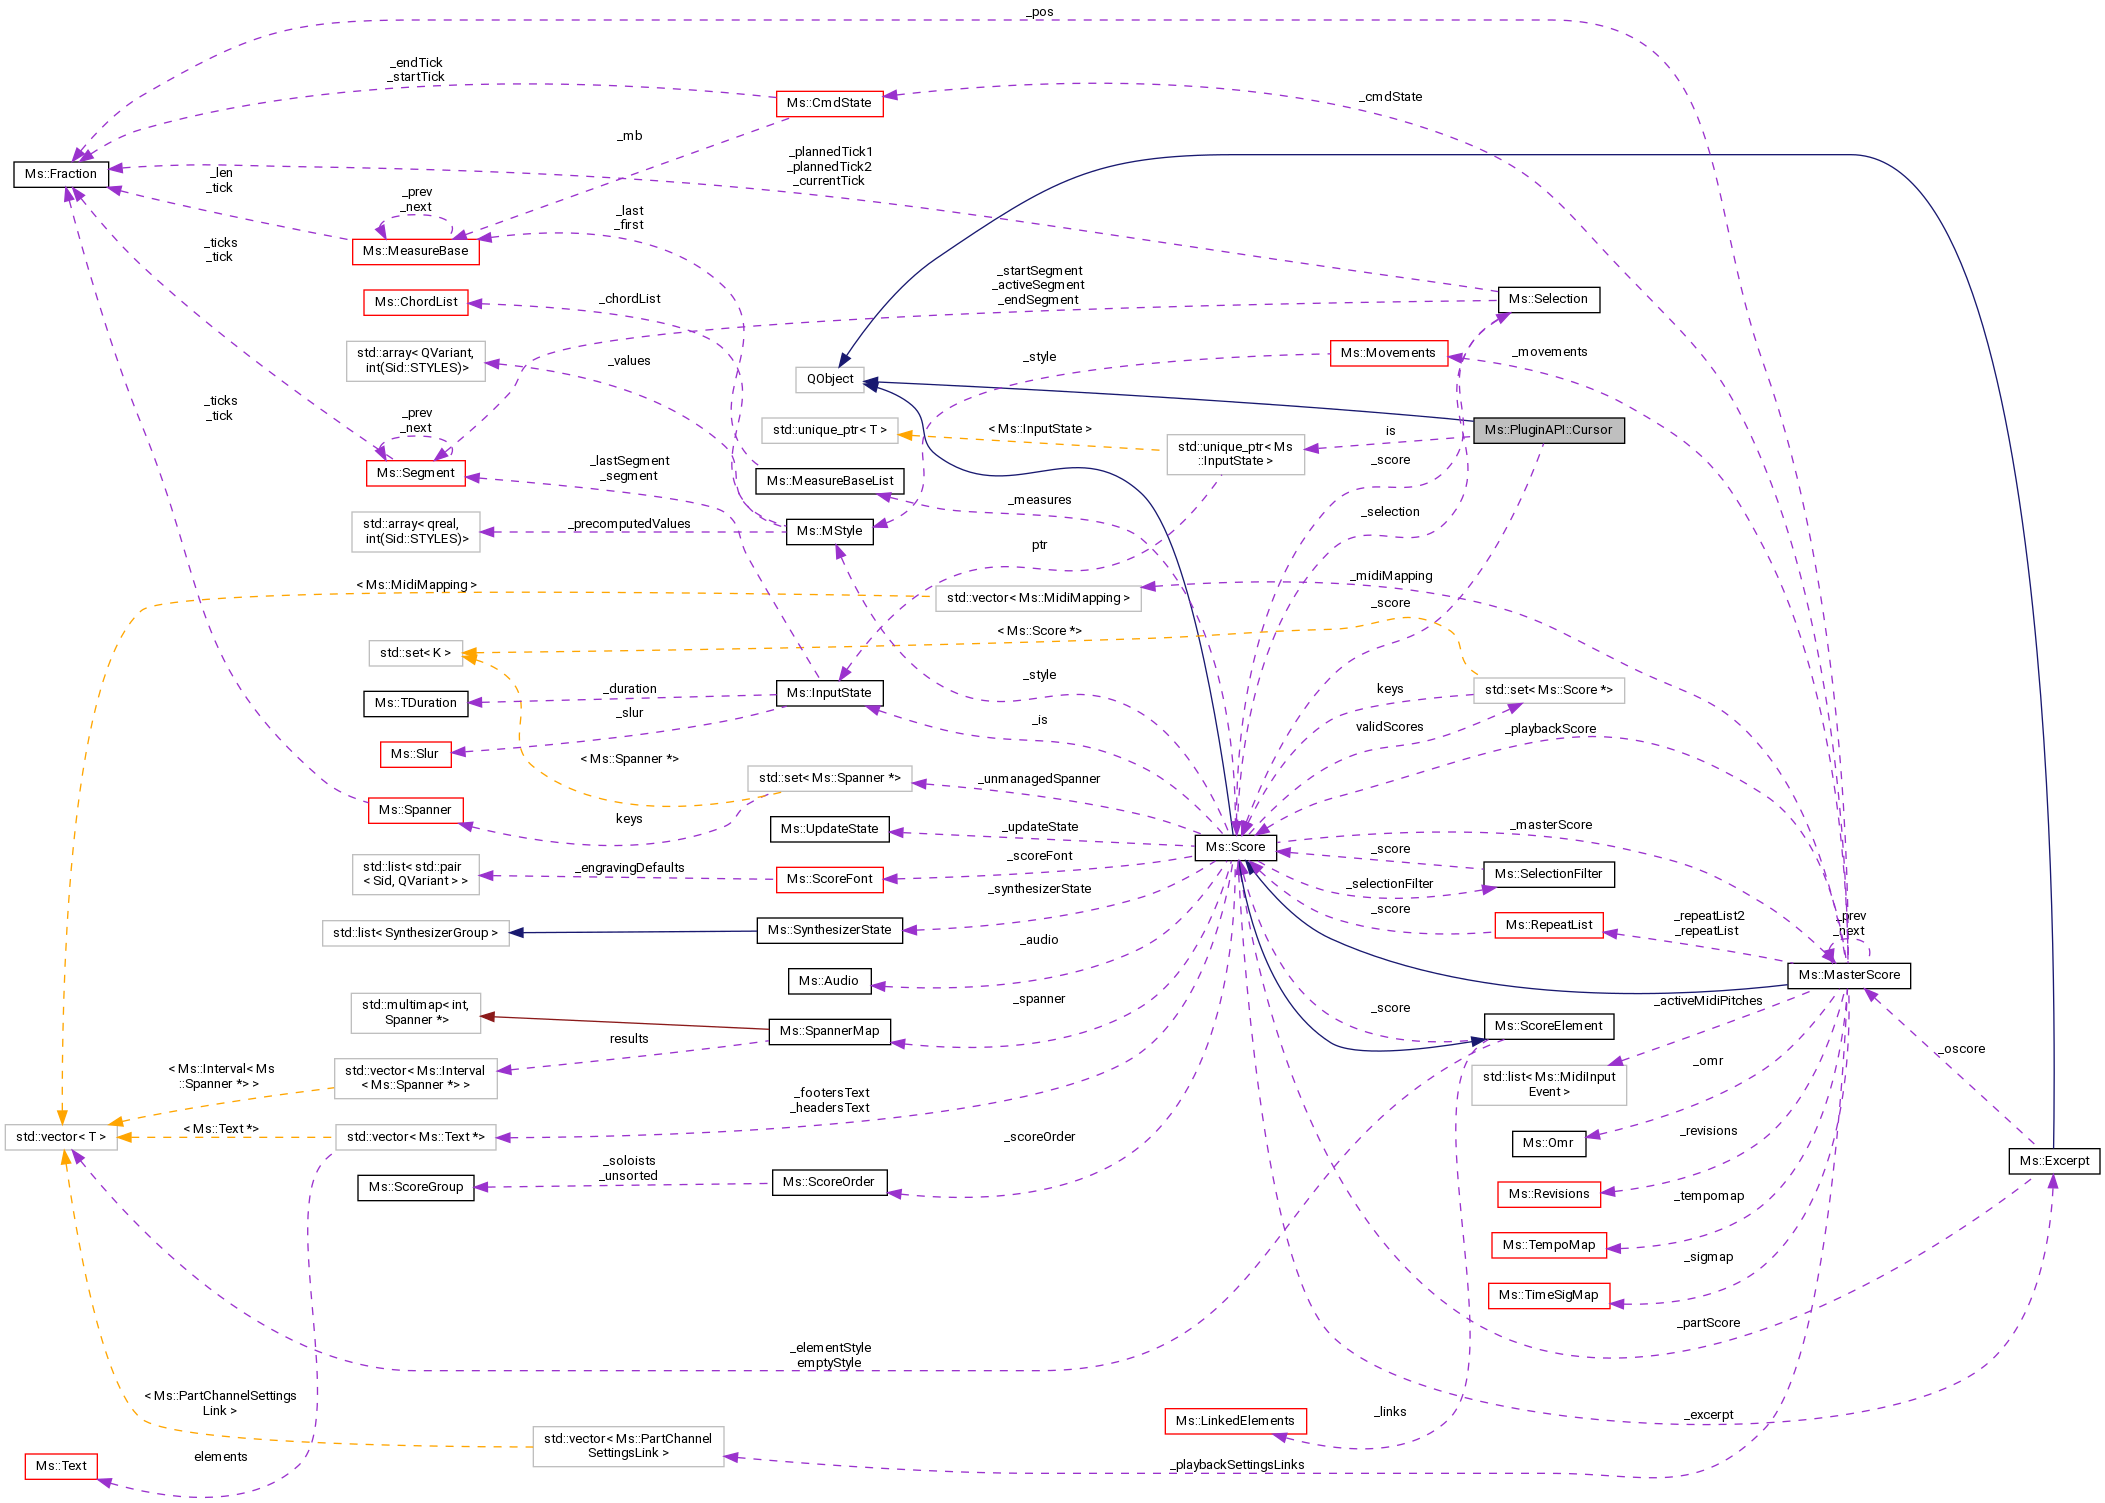 _pos
_endTick
_startTick
Ms::CmdState
_cmdState
_mb
_plannedTick1
_plannedTick2
_currentTick
Ms::Fraction
_len
_tick
_prev
_next
_last
_first
_ticks
_tick
Ms::MeasureBase
_startSegment
_activeSegment
_endSegment
Ms::Selection
Ms::ChordList
_chordList
std::array< QVariant,
int(Sid::STYLES)>
_values
_style
Ms::Movements
_movements
QObject
_ticks
_tick
_prev
_next
std::unique_ptr< T >
< Ms::InputState >
is
Ms::PluginAPI::Cursor
std::unique_ptr< Ms
::InputState >
_score
Ms::Segment
_lastSegment
_segment
Ms::MeasureBaseList
_measures
_selection
std::array< qreal,
int(Sid::STYLES)>
_precomputedValues
Ms::MStyle
ptr
< Ms::MidiMapping >
std::vector< Ms::MidiMapping >
_midiMapping
_score
< Ms::Score *>
std::set< K >
_style
Ms::TDuration
_duration
Ms::InputState
keys
std::set< Ms::Score *>
_slur
_is
validScores
_playbackScore
Ms::Slur
< Ms::Spanner *>
std::set< Ms::Spanner *>
_unmanagedSpanner
Ms::Spanner
keys
Ms::UpdateState
_updateState
_masterScore
Ms::Score
_score
std::list< std::pair
< Sid, QVariant > >
_engravingDefaults
Ms::ScoreFont
_scoreFont
Ms::SelectionFilter
_selectionFilter
_synthesizerState
_score
Ms::RepeatList
_repeatList2
_repeatList
_prev
_next
std::list< SynthesizerGroup >
Ms::SynthesizerState
_audio
Ms::Audio
Ms::MasterScore
_activeMidiPitches
std::multimap< int,
Spanner *>
Ms::SpannerMap
_spanner
_score
Ms::ScoreElement
results
_oscore
_omr
std::vector< Ms::Interval
< Ms::Spanner *> >
< Ms::Interval< Ms
::Spanner *> >
_footersText
_headersText
std::list< Ms::MidiInput
Event >
std::vector< T >
< Ms::Text *>
std::vector< Ms::Text *>
_scoreOrder
Ms::Omr
_revisions
Ms::Excerpt
_soloists
_unsorted
Ms::ScoreGroup
Ms::ScoreOrder
Ms::Revisions
_tempomap
Ms::TempoMap
_sigmap
Ms::TimeSigMap
_partScore
_elementStyle
emptyStyle
< Ms::PartChannelSettings
Link >
_links
_excerpt
Ms::LinkedElements
std::vector< Ms::PartChannel
SettingsLink >
elements
Ms::Text
_playbackSettingsLinks